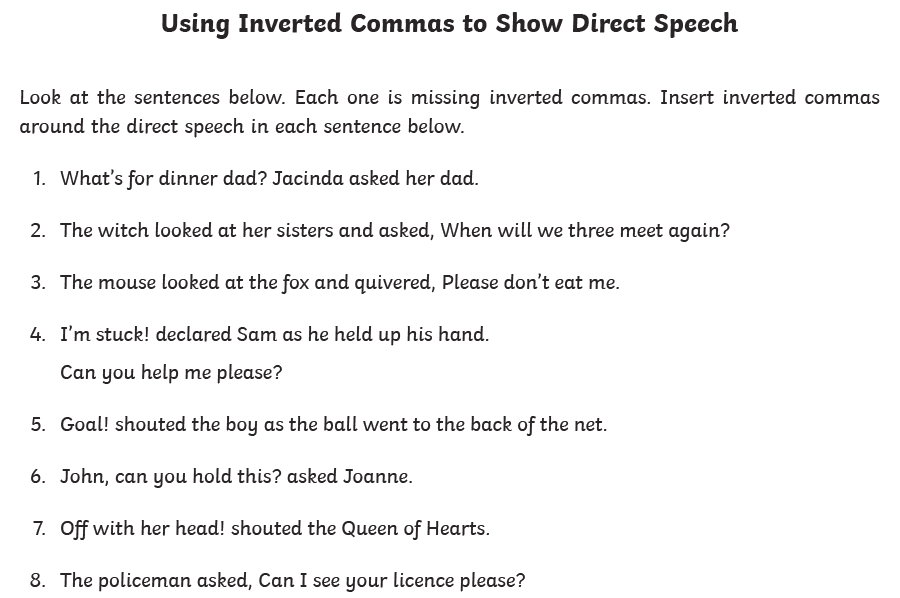 Using Inverted Commas to Show Direct Speech
Look at the sentences below. Each one is missing inverted commas. Insert inverted commas
around the direct speech in each sentence below.
1. What’s for dinner dad? Jacinda asked her dad.
2. The witch looked at her sisters and asked, When will we three meet again?
3. The mouse looked at the fox and quivered, Please don’t eat me.
4. I’m stuck! declared Sam as he held up his hand.
Can you help me please?
5. Goal! shouted the boy as the ball went to the back of the net.
6. John, can you hold this? asked Joanne.
7. Off with her head! shouted the Queen of Hearts.
8. The policeman asked, Can I see your licence please?